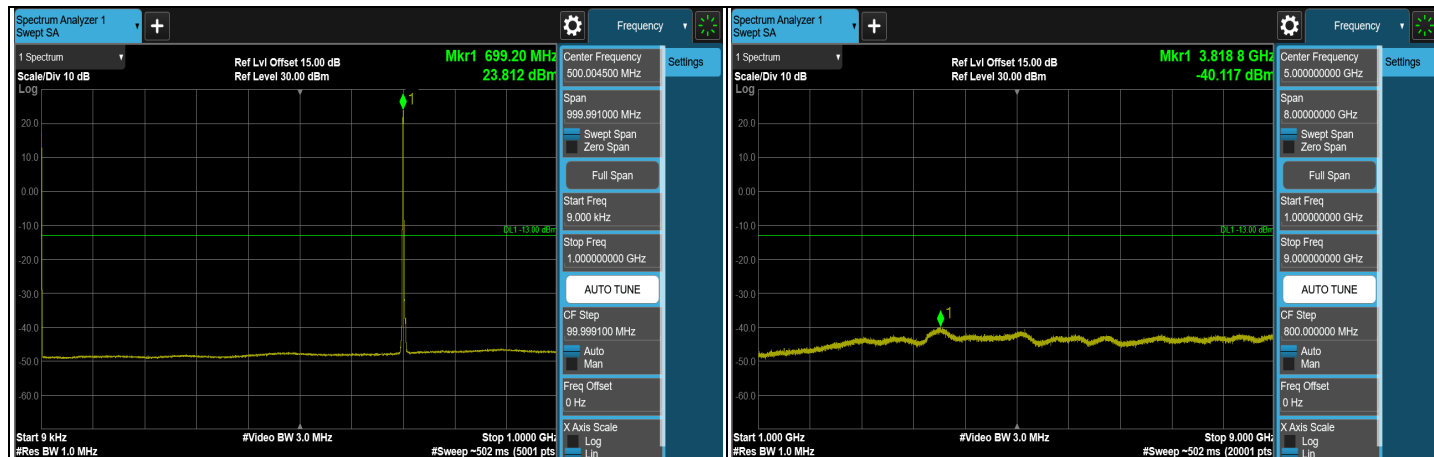 Spectrum Analyzer 1
Swept SA
Frequency
1 Spectrum
Scale/Div 10 dB
Log
Ref Lvl Offset 15.00 dB
Ref Level 30.00 dBm
Mkr1 699.20 MHz
23.812 dBm
1
20.0
10.0
0.00
-10.0
-20.0
-30.0
-40.0
-50.0
-60.0
DL1 -13.00 dBm
Start 9 kHz
#Res BW 1.0 MHz
#Video BW 3.0 MHz
Stop 1.0000 GHz
#Sweep ~502 ms (5001 pts
Center Frequency
500.004500 MHz
Settings
Span
999.991000 MHz
Swept Span
Zero Span
Full Span
Start Freq
9.000 kHz
Stop Freq
1.000000000 GHz
AUTO TUNE
CF Step
99.999100 MHz
Auto
Man
Freq Offset
0 Hz
X Axis Scale
Log
Lin
Spectrum Analyzer 1
Swept SA
Frequency
1 Spectrum
Scale/Div 10 dB
Log
Ref Lvl Offset 15.00 dB
Ref Level 30.00 dBm
Mkr1 3.818 8 GHz
-40.117 dBm
1
20.0
10.0
0.00
-10.0
-20.0
-30.0
-40.0
-50.0
-60.0
DL1 -13.00 dBm
Start 1.000 GHz
#Res BW 1.0 MHz
#Video BW 3.0 MHz
Stop 9.000 GHz
#Sweep ~502 ms (20001 pts
Center Frequency
5.000000000 GHz
Settings
Span
8.00000000 GHz
Swept Span
Zero Span
Full Span
Start Freq
1.000000000 GHz
Stop Freq
9.000000000 GHz
AUTO TUNE
CF Step
800.000000 MHz
Auto
Man
Freq Offset
0 Hz
X Axis Scale
Log
Lin